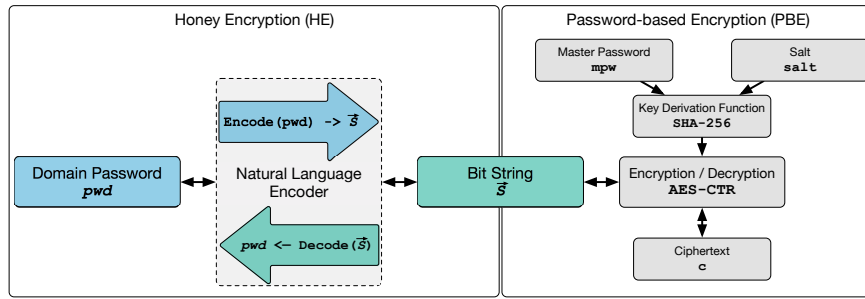 Honey Encryption (HE)
Password-based Encryption (PBE)
Master Password
mpw
Salt
salt
Encode(pwd) -> S⃗
Key Derivation Function
SHA-256
Domain Password
pwd
Natural Language
Encoder
Bit String
S⃗
Encryption / Decryption
AES-CTR
pwd <- Decode(S⃗)
Ciphertext
c